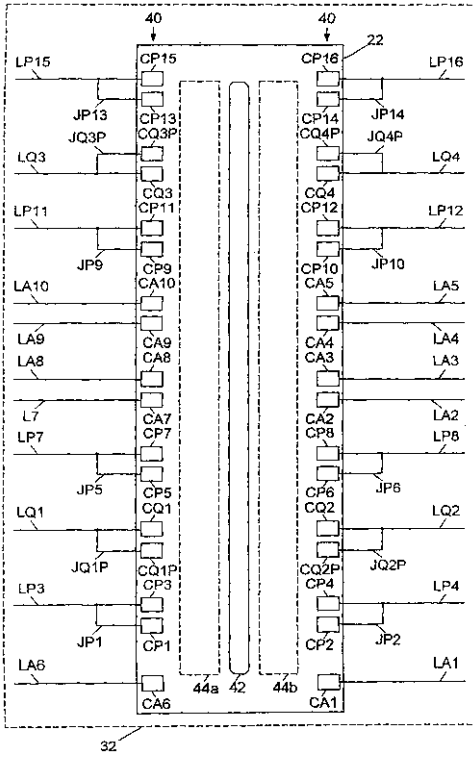 40 40
CP15 CP16 22
LP15 LP16
JP13 CP13 CP14 JP14
JQ3P CQ3P CQ4P JQ4P
LQ3 LQ4
CQ3 CQ4
LP11 CP11 CP12 LP12
JP9 CP9 CP10 JP10
LA10 CA10 CA5 LA5
LA9 CA9 CA4 LA4
LA8 CA8 CA3 LA3
L7 CA7 CA2 LA2
LP7 CP7 CP8 LP8
JP5 CP5 CP6 JP6
LQ1 CQ1 CQ2 LQ2
JQ1P CQ1P CQ2P JQ2P
LP3 CP3 CP4 LP4
JP1 CP1 CP2 JP2
LA6 LA1
CA6 44a 42 44b CA1
32